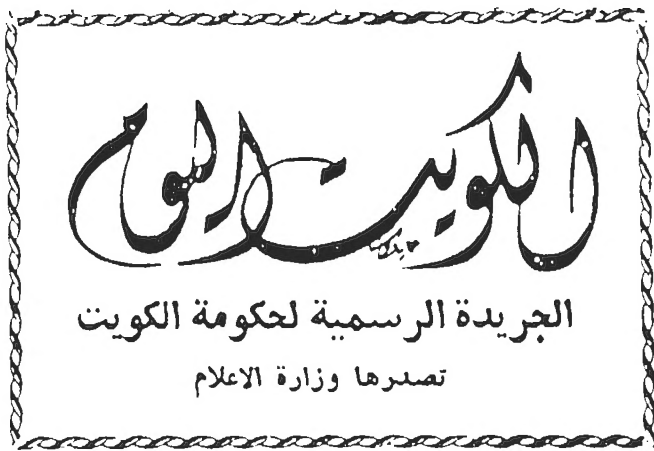 الكويت اليوم
الجريدة الرسمية لحكومة الكويت
تصدرها وزارة الاعلام